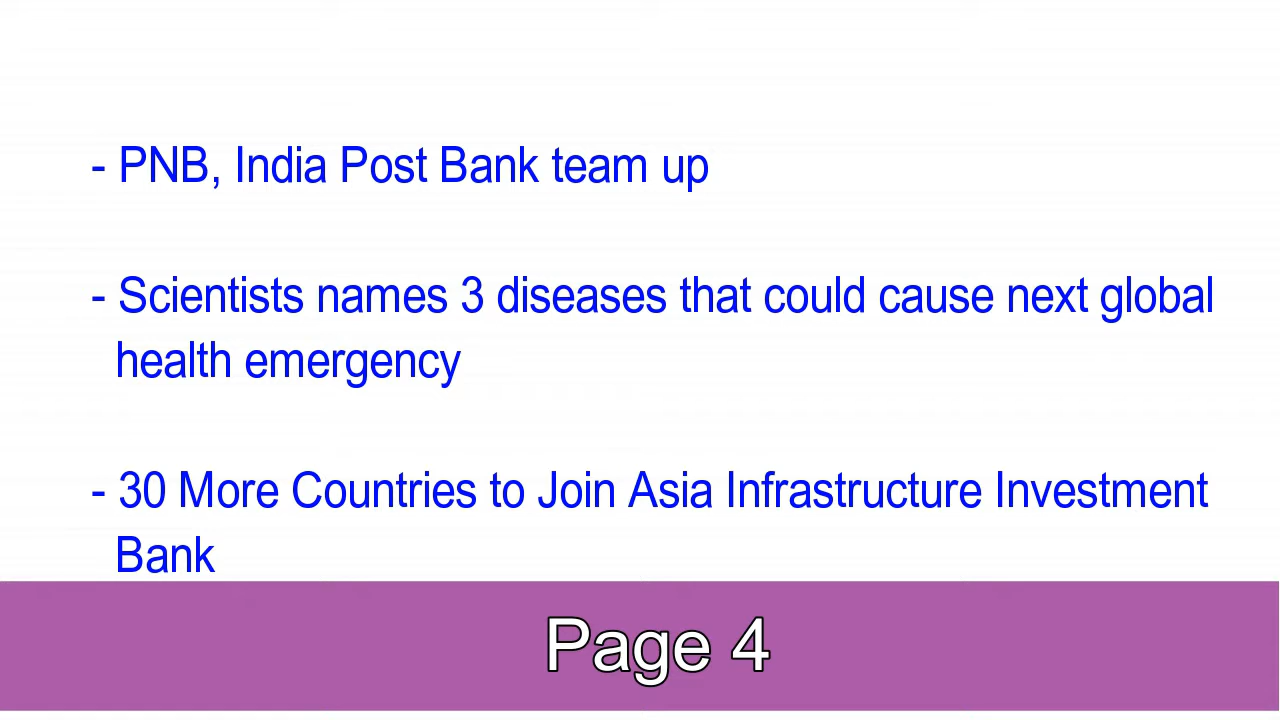 - PNB, India Post Bank team up
- Scientists names 3 diseases that could cause next global
health emergency
- 30 More Countries to Join Asia Infrastructure Investment
Bank
Page 4